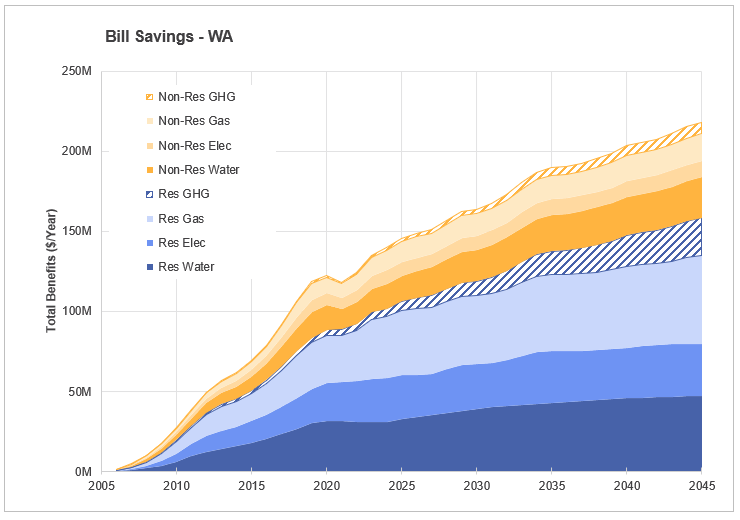 Bill Savings - WA
Total Benefits ($/Year)
250M
200M
150M
100M
50M
0M
Non-Res GHG
Non-Res Gas
Non-Res Elec
Non-Res Water
Res GHG
Res Gas
Res Elec
Res Water
2005 2010 2015 2020 2025 2030 2035 2040 2045